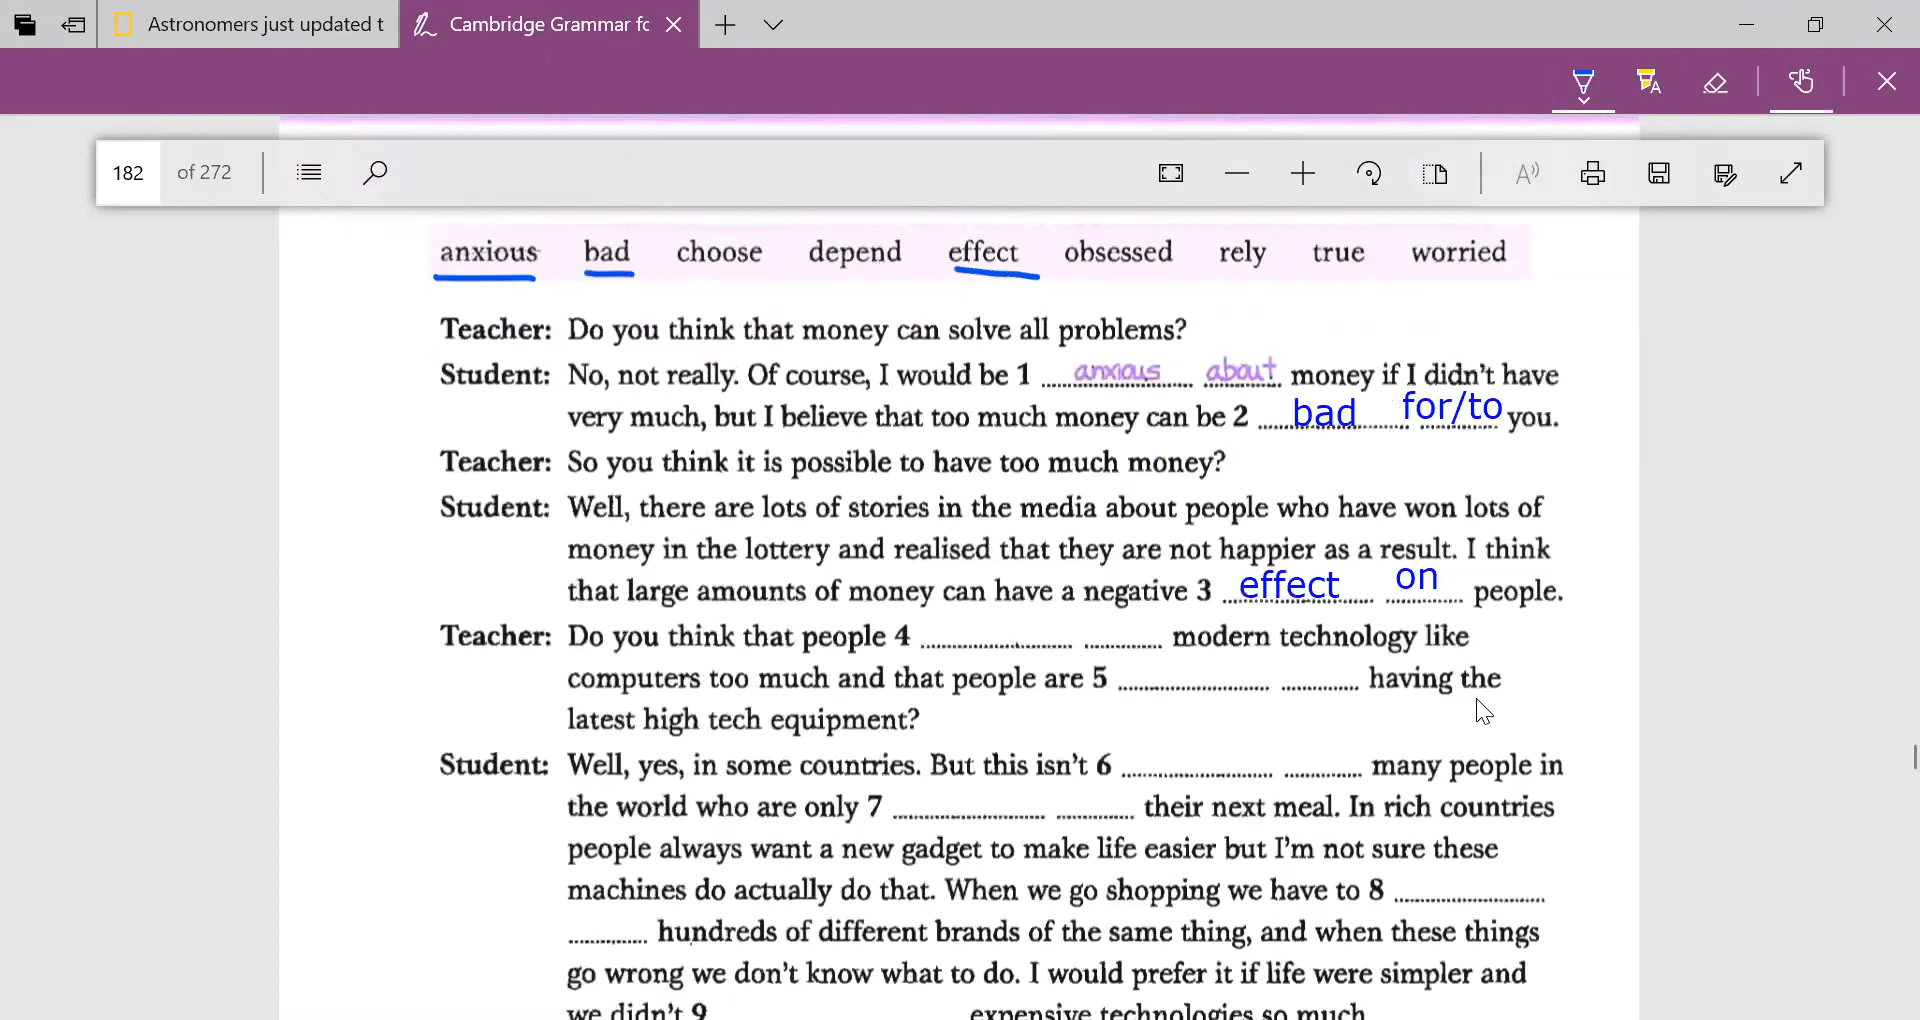 Astronomers just updated t
Cambridge Grammar fo
182 of 272
anxious bad choose depend effect obsessed rely true worried
Teacher: Do you think that money can solve all problems?
Student: No, not really. Of course, I would be 1 anxious about money if I didn't have
very much, but I believe that too much money can be 2 bad for/to you.
Teacher: So you think it is possible to have too much money?
Student: Well, there are lots of stories in the media about people who have won lots of
money in the lottery and realised that they are not happier as a result. I think
that large amounts of money can have a negative 3 effect on people.
Teacher: Do you think that people 4 .................... .......... modern technology like
computers too much and that people are 5 .................... .......... having the
latest high tech equipment?
Student: Well, yes, in some countries. But this isn't 6 .................... .......... many people in
the world who are only 7 .................... .......... their next meal. In rich countries
people always want a new gadget to make life easier but I'm not sure these
machines do actually do that. When we go shopping we have to 8 ....................
.......... hundreds of different brands of the same thing, and when these things
go wrong we don't know what to do. I would prefer it if life were simpler and
we didn't 9 expensive technologies so much